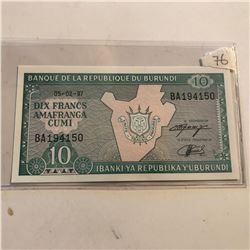 76
BANQUE DE LA REPUBLIQUE DU BURUNDI
05-02-97
BA194150
10
DIX FRANCS
AMAFRANGA
CUMI
BA194150
10
IBANKI YA REPUBLIKA Y'UBURUNDI